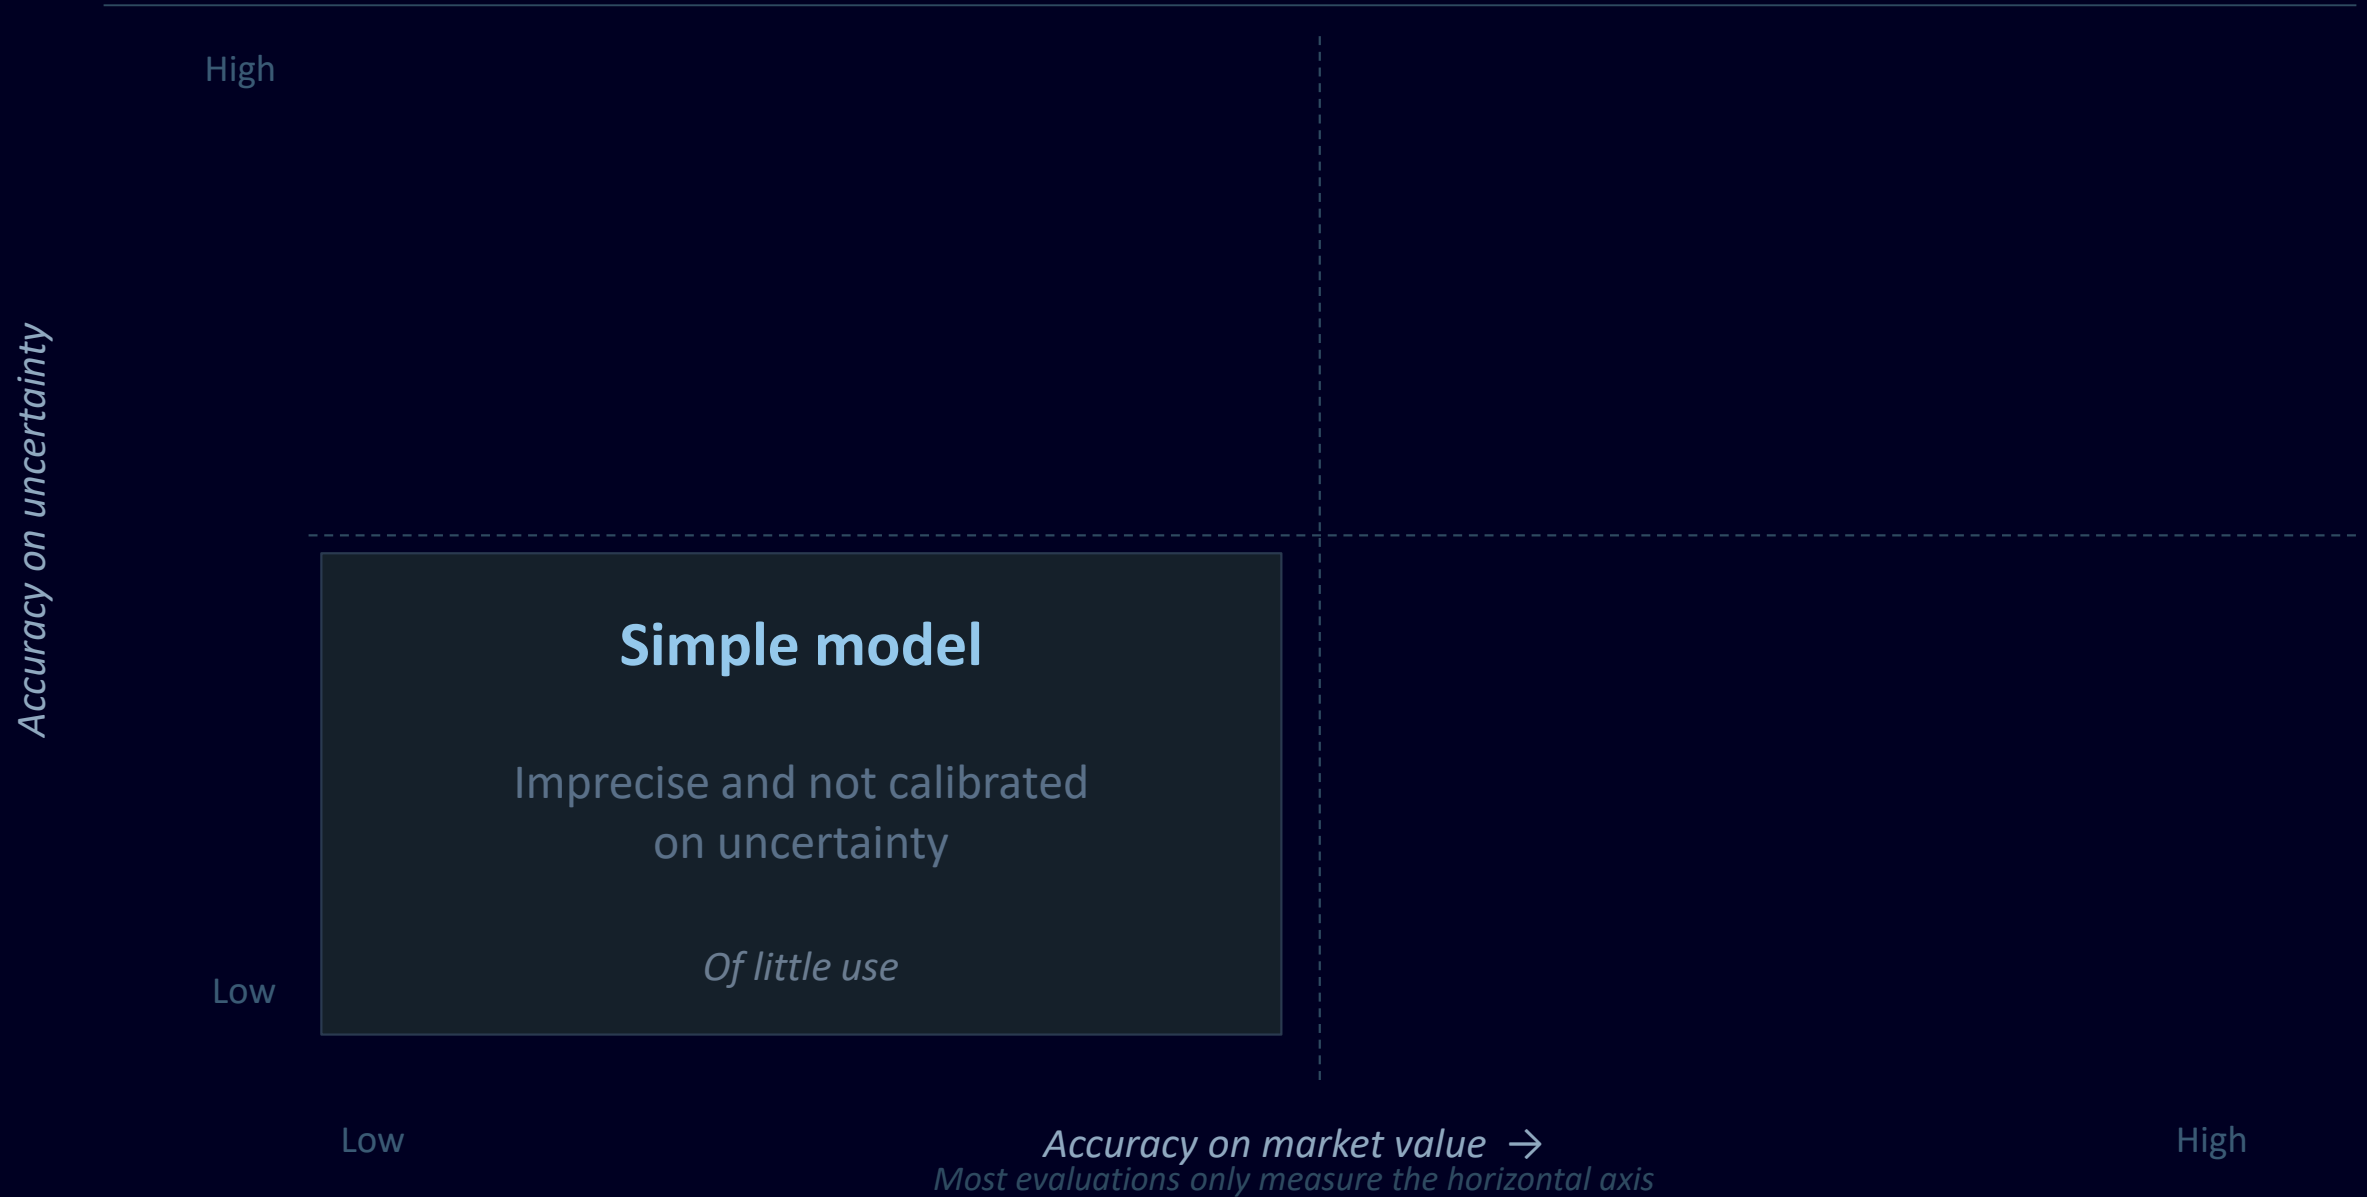 High
Accuracy on uncertainty
Simple model
Imprecise and not calibrated
on uncertainty
Of little use
Low
Low
Accuracy on market value →
High
Most evaluations only measure the horizontal axis